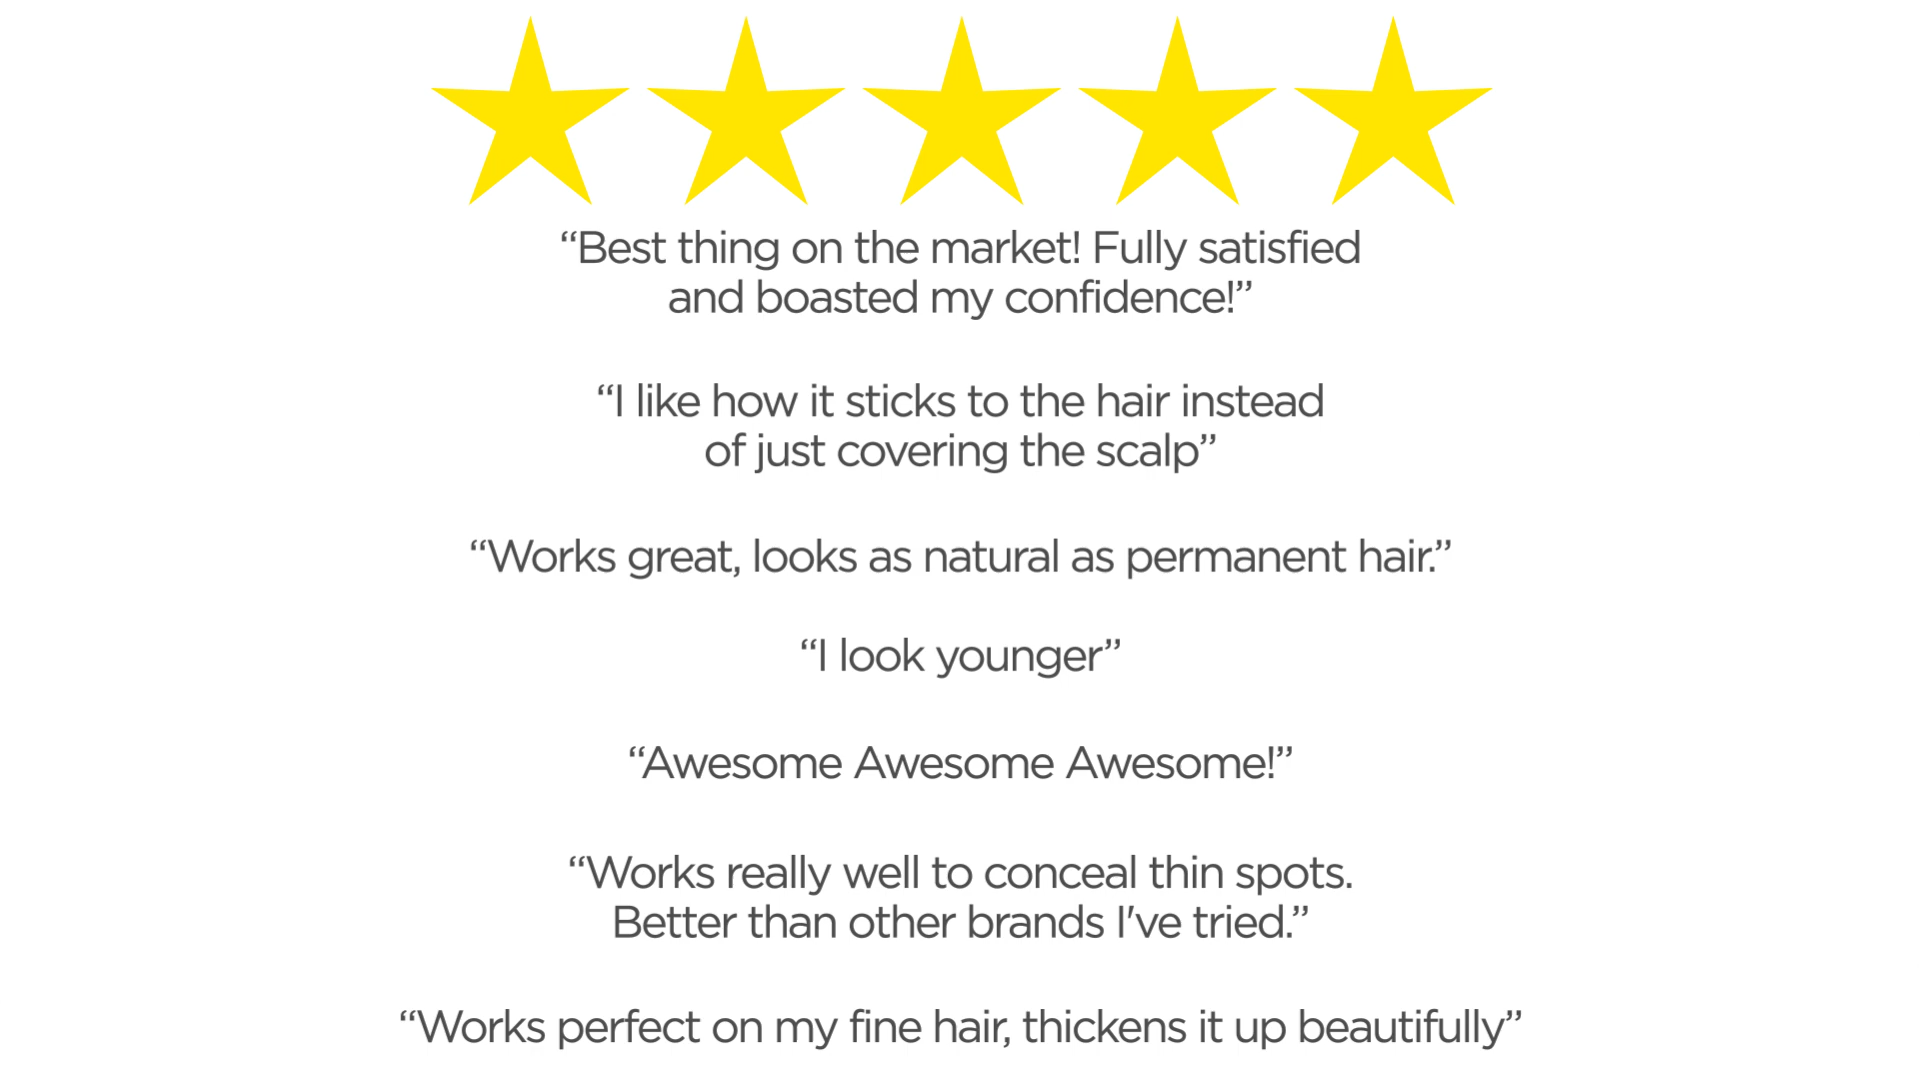 “Best thing on the market! Fully satisfied
and boasted my confidence!”
“I like how it sticks to the hair instead
of just covering the scalp”
“Works great, looks as natural as permanent hair.”
“I look younger”
“Awesome Awesome Awesome!”
“Works really well to conceal thin spots.
Better than other brands I've tried.”
“Works perfect on my fine hair, thickens it up beautifully”